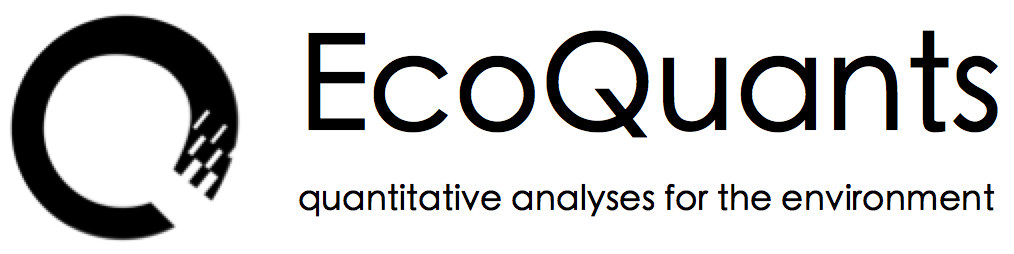 EcoQuants
quantitative analyses for the environment